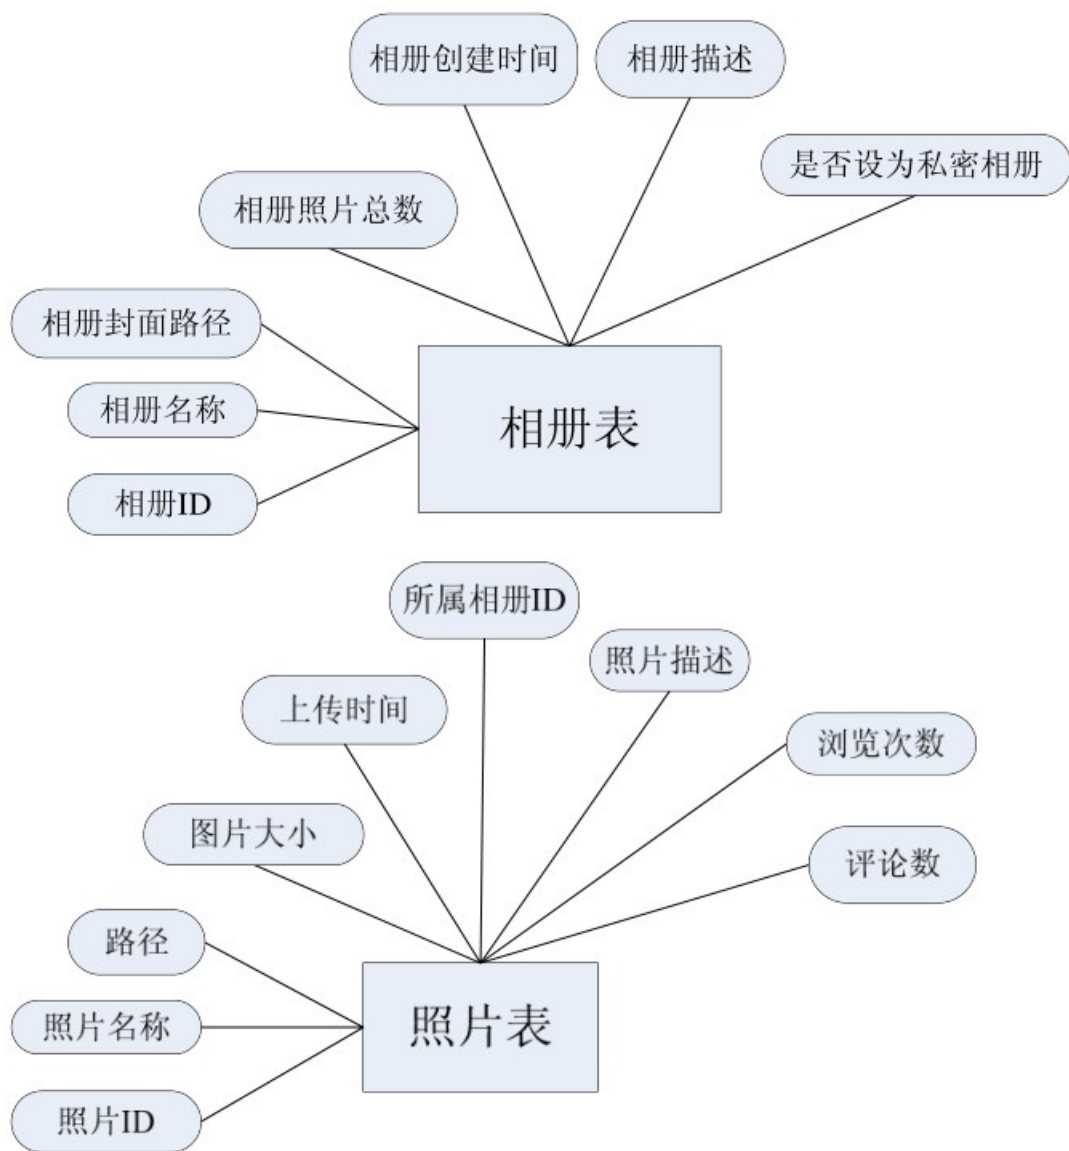 相册创建时间
相册描述
是否设为私密相册
相册照片总数
相册封面路径
相册名称
相册表
相册ID
所属相册ID
照片描述
上传时间
浏览次数
图片大小
评论数
路径
照片名称
照片表
照片ID